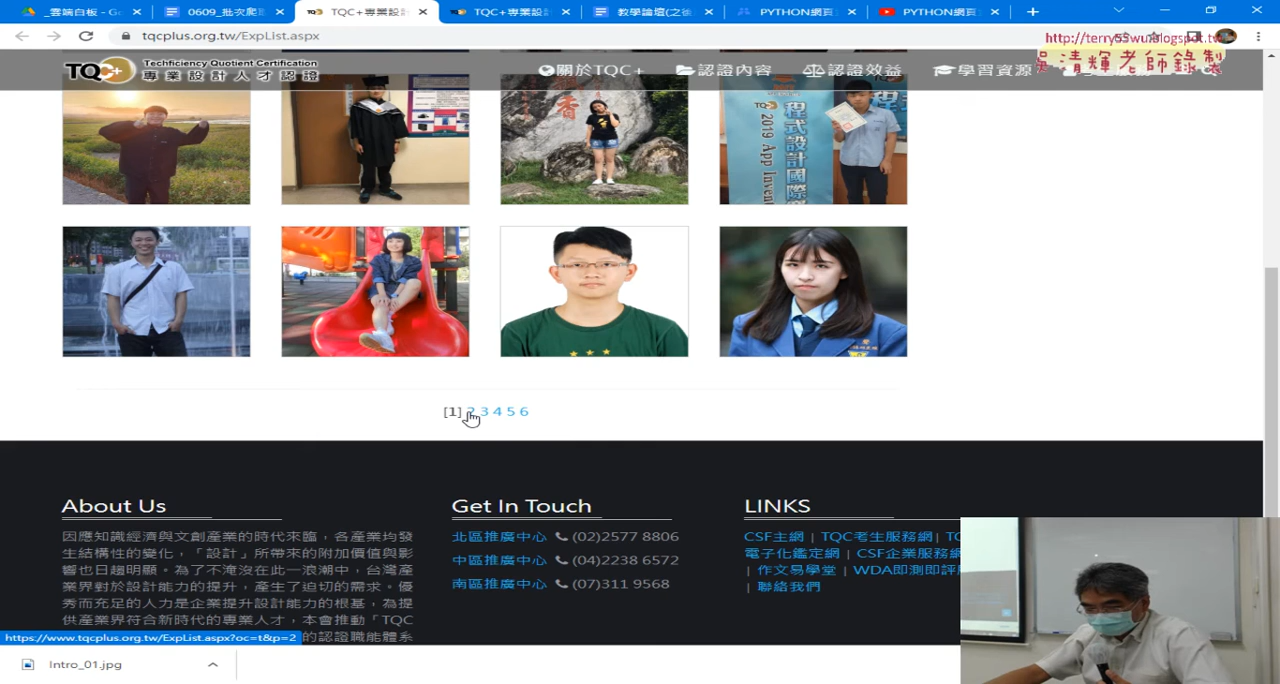 _雲端白板 - Go
0609_批次爬
TQC+專業設計
TQC+專業設計
教學論壇(之後
PYTHON網頁
PYTHON網頁
tqcplus.org.tw/ExpList.aspx
http://terry55wu.blogspot.tw
吳清輝老師錄製
TQC+
Techficiency Quotient Certification
專業設計人才認證
關於TQC+
認證內容
認證效益
學習資源
香
TQC+
程式設計國際
2019 App Inven
[1] 2 3 4 5 6
About Us
因應知識經濟與文創產業的時代來臨，各產業均發
生結構性的變化，「設計」所帶來的附加價值與影
響也日趨明顯。為了不淹沒在此一浪潮中，台灣產
業界對於設計能力的提升，產生了迫切的需求。優
秀而充足的人力是企業提升設計能力的根基，為提
供產業界符合新時代的專業人才，本會推動「TQC
的認證職能體系
Get In Touch
北區推廣中心 (02)2577 8806
中區推廣中心 (04)2238 6572
南區推廣中心 (07)311 9568
LINKS
CSF主網 | TQC考生服務網 | TQ
電子化鑑定網 | CSF企業服務網
| 作文易學堂 | WDA即測即評
| 聯絡我們
https://www.tqcplus.org.tw/ExpList.aspx?oc=t&p=2
Intro_01.jpg